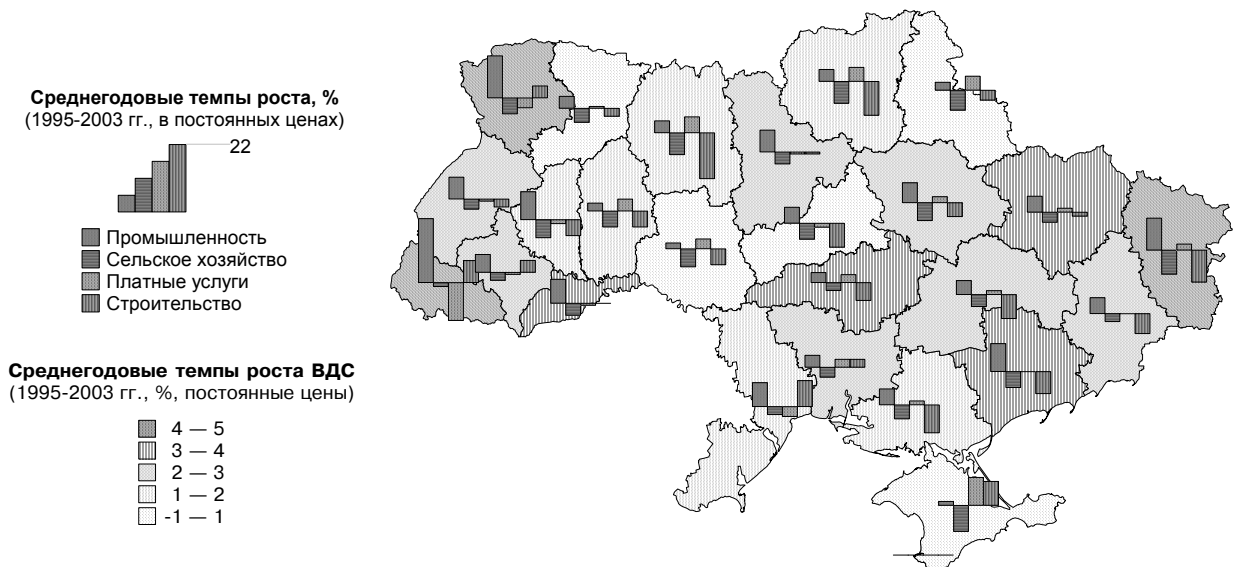 Среднегодовые темпы роста, %
(1995-2003 гг., в постоянных ценах)
22
Промышленность
Сельское хозяйство
Платные услуги
Строительство
Среднегодовые темпы роста ВДС
(1995-2003 гг., %, постоянные цены)
4 — 5
3 — 4
2 — 3
1 — 2
-1 — 1